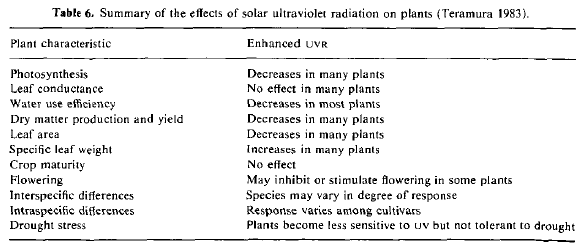 Table 6. Summary of the effects of solar ultraviolet radiation on plants (Teramura 1983).
Plant characteristic Enhanced UVR
Photosynthesis Decreases in many plants
Leaf conductance No effect in many plants
Water use efficiency Decreases in most plants
Dry matter production and yield Decreases in many plants
Leaf area Decreases in many plants
Specific leaf weight Increases in many plants
Crop maturity No effect
Flowering May inhibit or stimulate flowering in some plants
Interspecific differences Species may vary in degree of response
Intraspecific differences Response varies among cultivars
Drought stress Plants become less sensitive to UV but not tolerant to drought